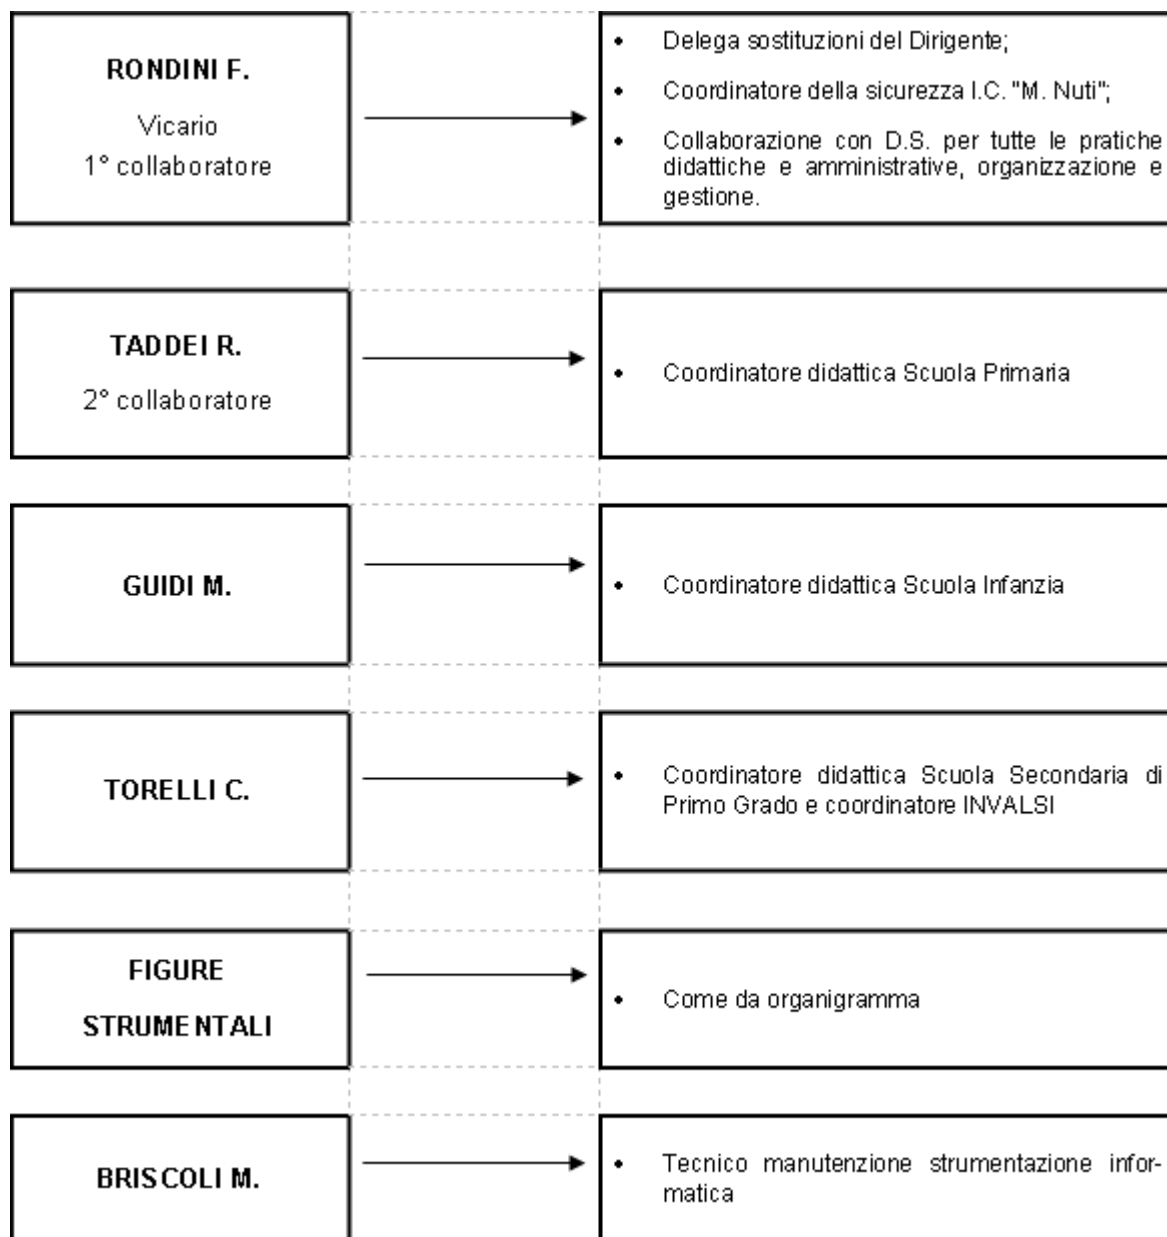 RONDINI F.
Vicario
1° collaboratore
• Delega sostituzioni del Dirigente;
• Coordinatore della sicurezza I.C. "M. Nuti";
• Collaborazione con D.S. per tutte le pratiche
didattiche e amministrative, organizzazione e
gestione.
TADDEI R.
2° collaboratore
• Coordinatore didattica Scuola Primaria
GUIDI M.
• Coordinatore didattica Scuola Infanzia
TORELLI C.
• Coordinatore didattica Scuola Secondaria di
Primo Grado e coordinatore INVALSI
FIGURE
STRUMENTALI
• Come da organigramma
BRISCOLI M.
• Tecnico manutenzione strumentazione infor-
matica